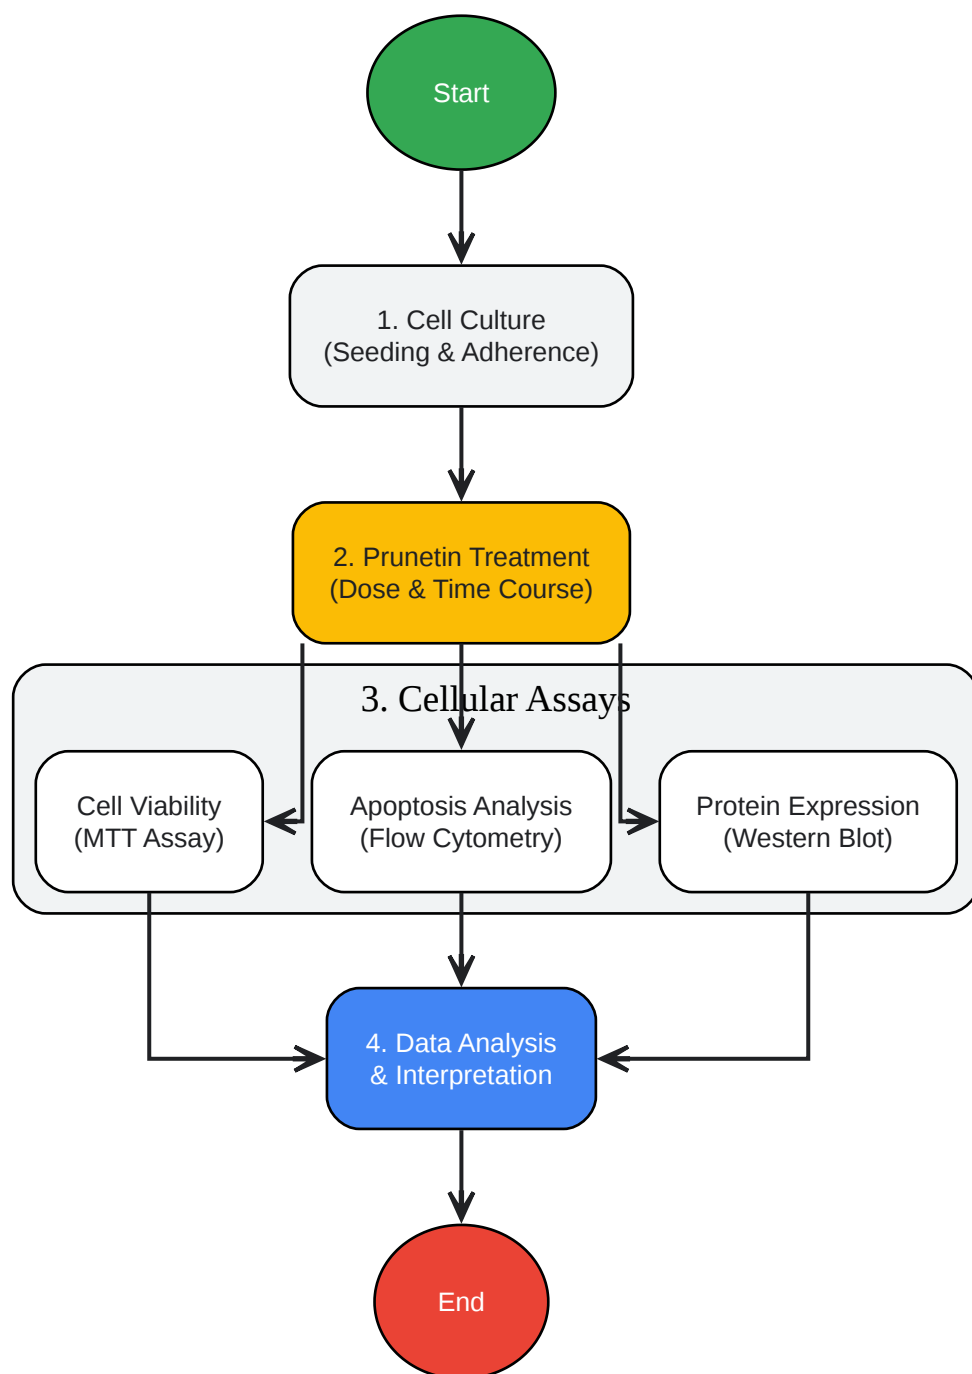 Start
1. Cell Culture
(Seeding & Adherence)
2. Prunetin Treatment
(Dose & Time Course)
3. Cellular Assays
Cell Viability
(MTT Assay)
Apoptosis Analysis
(Flow Cytometry)
Protein Expression
(Western Blot)
4. Data Analysis
& Interpretation
End